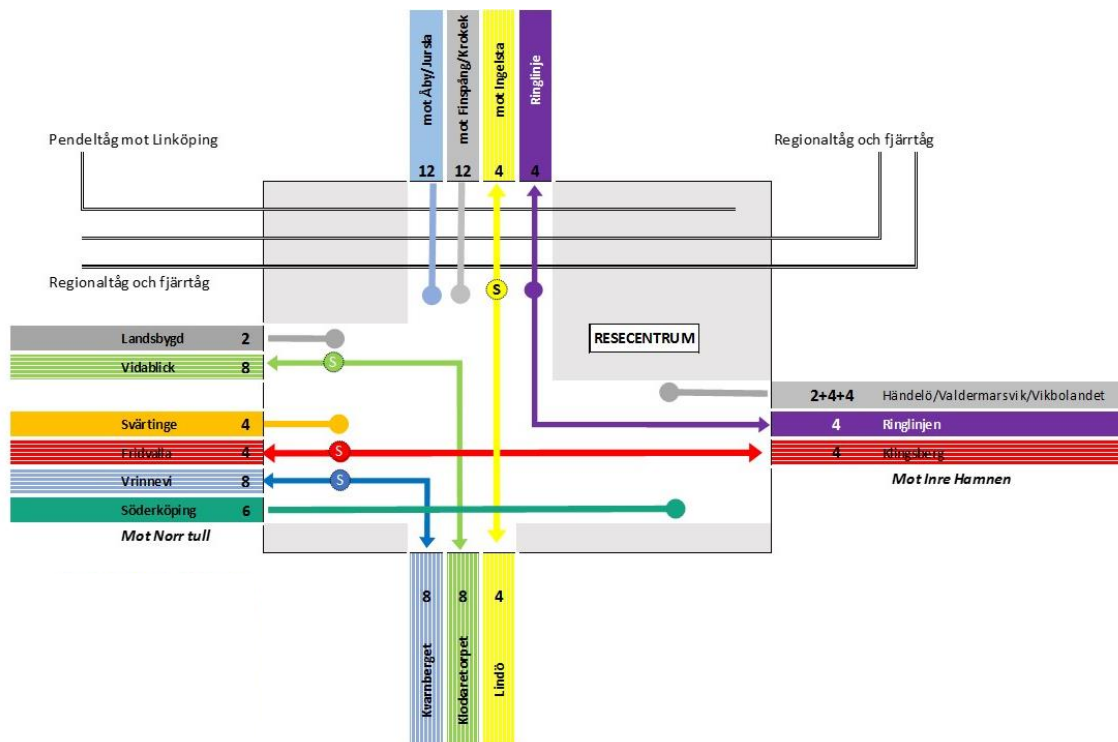 mot Åby/Jursla
12
mot Finspång/Krokek
12
mot Ingelsta
4
Ringlinje
4
Pendeltåg mot Linköping
Regionaltåg och fjärrtåg
Regionaltåg och fjärrtåg
S
RESECENTRUM
Landsbygd 2
Vidablick 8
S
2+4+4 Händelö/Valdermarsvik/Vikbolandet
Svärtinge 4
4 Ringlinjen
Fridvalla 4
S
4 Klingsberg
Vrinnevi 8
S
Mot Inre Hamnen
Söderköping 6
Mot Norr tull
8
Kvarnberget
8
Klockaretorpet
4
Lindö